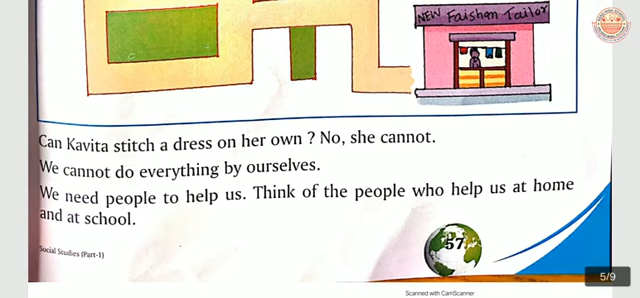 NEW Faishon Tailor
Can Kavita stitch a dress on her own ? No, she cannot.
We cannot do everything by ourselves.
We need people to help us. Think of the people who help us at home
and at school.
57
Social Studies (Part-1)
5/9
Scanned with CamScanner